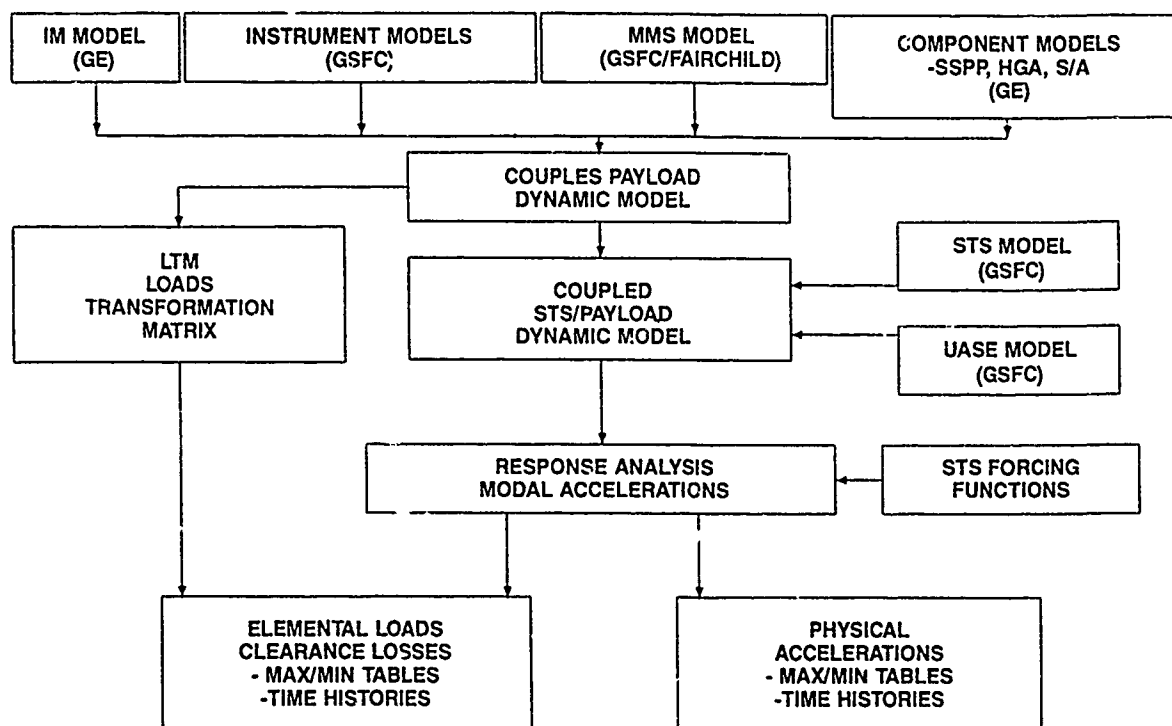 IM MODEL
(GE)
INSTRUMENT MODELS
(GSFC)
MMS MODEL
(GSFC/FAIRCHILD)
COMPONENT MODELS
-SSPP, HGA, S/A
(GE)
COUPLES PAYLOAD
DYNAMIC MODEL
LTM
LOADS
TRANSFORMATION
MATRIX
COUPLED
STS/PAYLOAD
DYNAMIC MODEL
STS MODEL
(GSFC)
UASE MODEL
(GSFC)
RESPONSE ANALYSIS
MODAL ACCELERATIONS
STS FORCING
FUNCTIONS
ELEMENTAL LOADS
CLEARANCE LOSSES
- MAX/MIN TABLES
-TIME HISTORIES
PHYSICAL
ACCELERATIONS
- MAX/MIN TABLES
-TIME HISTORIES